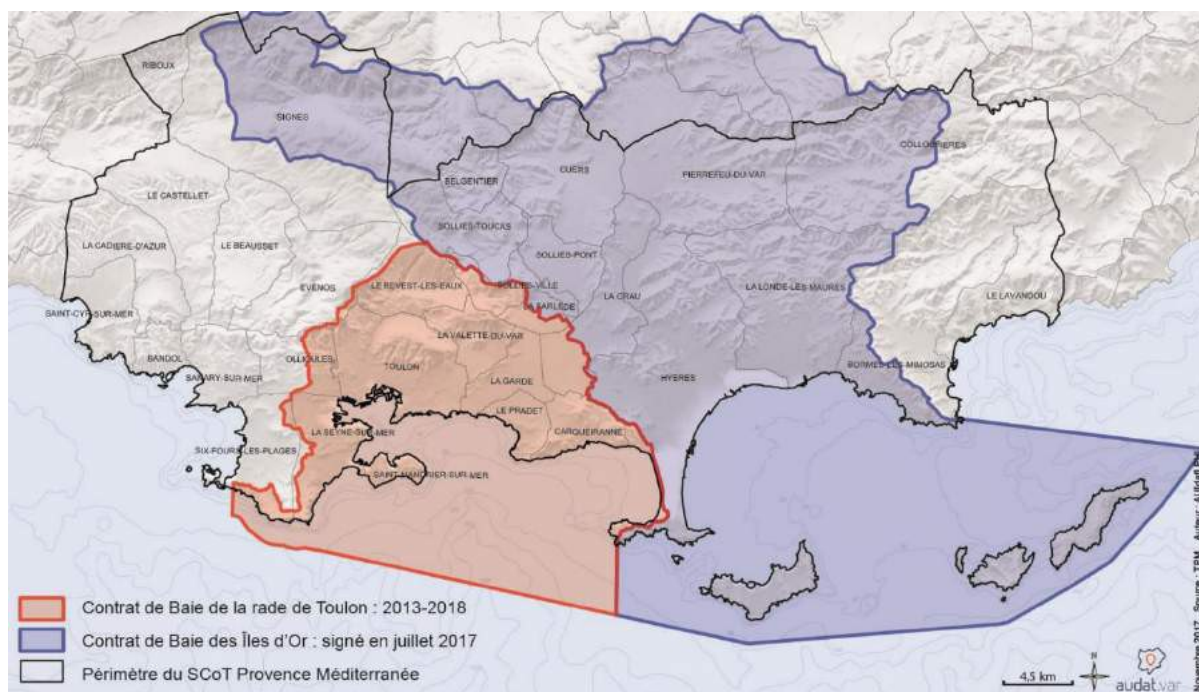 RIBOUX
SIGNES
CUERS
COLLOBRIERES
BELGENTIER
PIERREFEU-DU-VAR
LE CASTELLET
SOLLIES-TOUCAS
LA CADIERE-D'AZUR
LE BEAUSSET
SOLLIES-PONT
EVENOS
LE REVEST-LES-EAUX
SOLLIES-VILLE
LA CRAU
LA LONDE-LES-MAURES
LE LAVANDOU
LA FARLEDE
SAINT-CYR-SUR-MER
LA VALETTE-DU-VAR
BANDOL
OLLIOULES
TOULON
BORMES-LES-MIMOSAS
SANARY-SUR-MER
LA GARDE
HYERES
LE PRADET
LA SEYNE-SUR-MER
CARQUEIRANNE
SIX-FOURS-LES-PLAGES
SAINT-MANDRIER-SUR-MER
Contrat de Baie de la rade de Toulon : 2013-2018
Contrat de Baie des Îles d'Or : signé en juillet 2017
Périmètre du SCoT Provence Méditerranée
4,5 km
N
audat.var
2017 Source : TPM